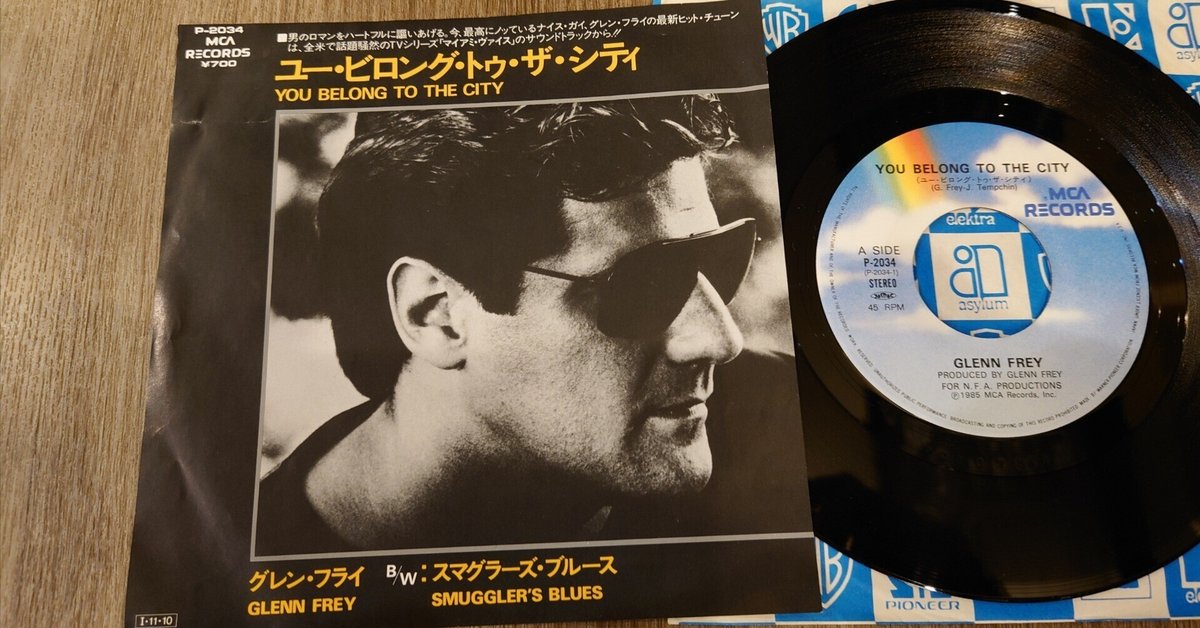 P-2034
MCA
RECORDS
¥700
■男のロマンをハートフルに謳いあげる。今、最高にノッているナイス・ガイ、グレン・フライの最新ヒット・チューン
は、全米で話題騒然のTVシリーズ「マイアミ・ヴァイス」のサウンドトラックから!!
ユー・ビロング・トゥ・ザ・シティ
YOU BELONG TO THE CITY
グレン・フライ
GLENN FREY
B/W:スマグラーズ・ブルース
SMUGGLER'S BLUES
I・11・10
YOU BELONG TO THE CITY
(ユー・ビロング・トゥ・ザ・シティ)
(G. Frey-J. Tempchin)
MCA
RECORDS
elektra
asylum
A SIDE
P-2034
(P-2034-1)
STEREO
45 RPM
GLENN FREY
PRODUCED BY GLENN FREY
FOR N.F.A. PRODUCTIONS
Ⓟ1985 MCA Records, Inc.
PIONEER